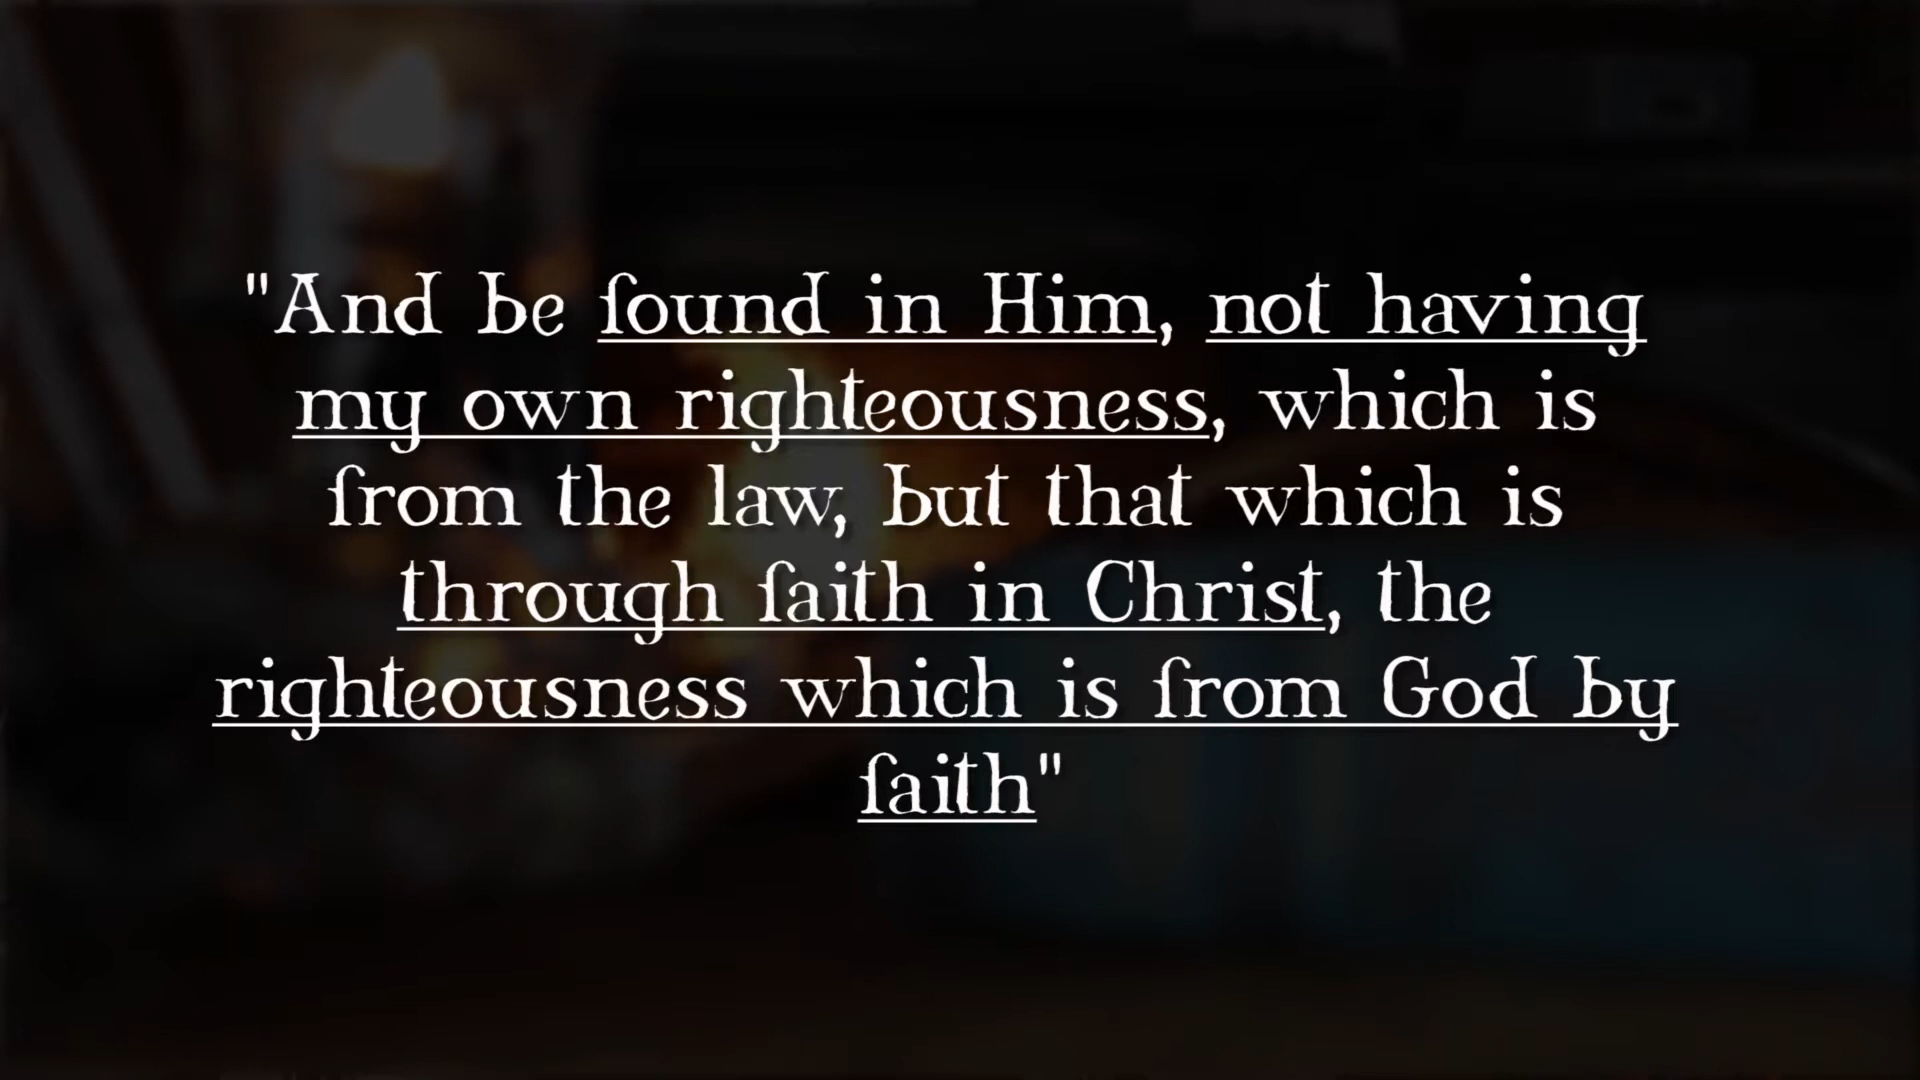 "And be found in Him, not having
my own righteousness, which is
from the law, but that which is
through faith in Christ, the
righteousness which is from God by
faith"